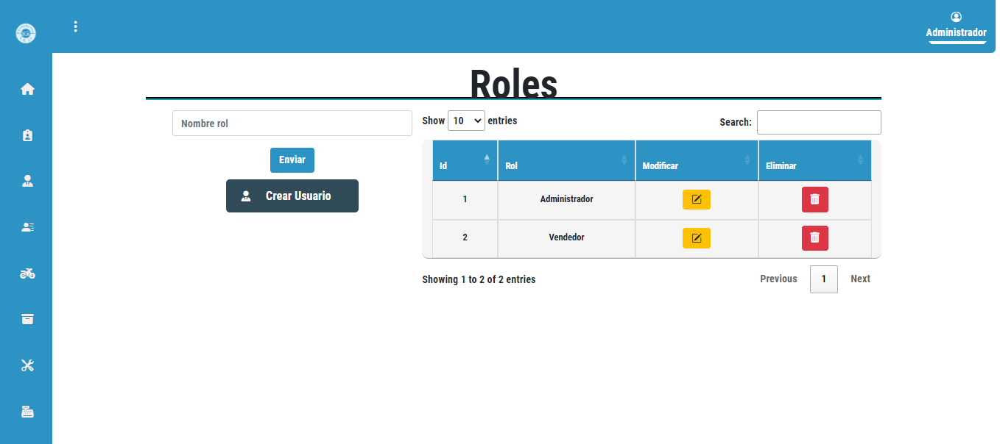 Administrador
Roles
Nombre rol
Enviar
Crear Usuario
Show 10 entries
Search:
Id Rol Modificar Eliminar
1 Administrador
2 Vendedor
Showing 1 to 2 of 2 entries
Previous 1 Next